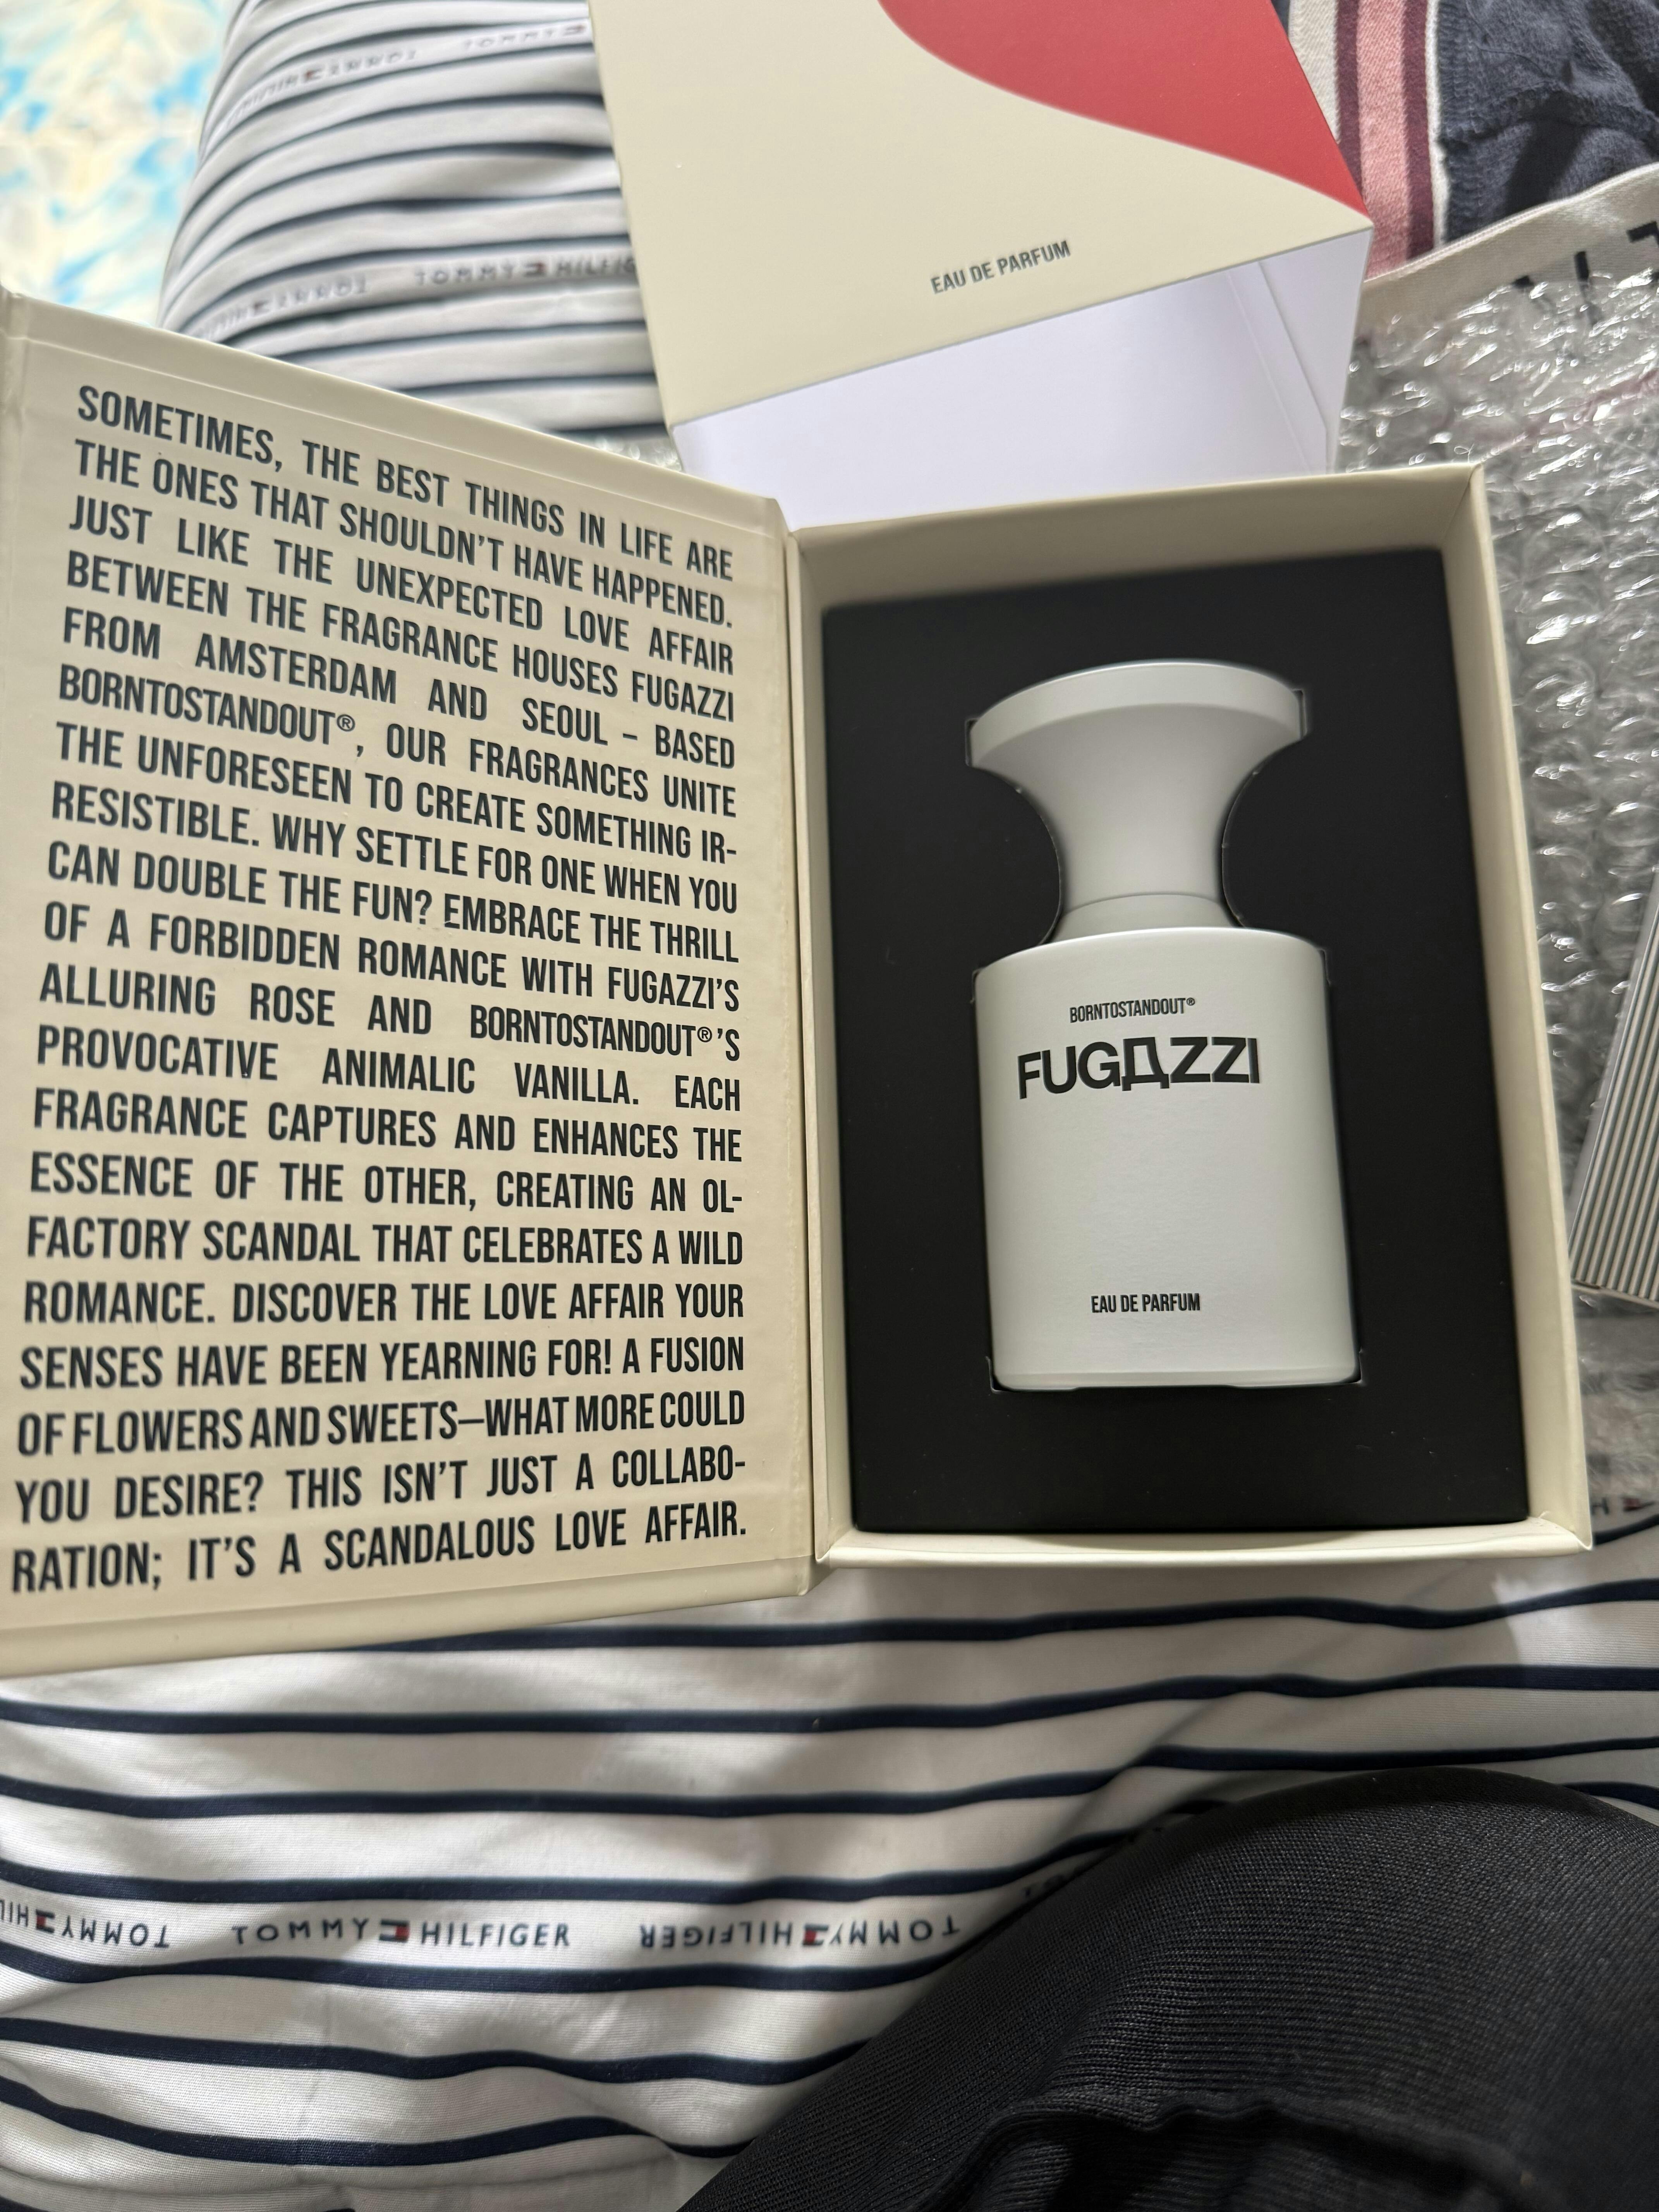 TOMMY HILFIGER
EAU DE PARFUM
SOMETIMES, THE BEST THINGS IN LIFE ARE
THE ONES THAT SHOULDN'T HAVE HAPPENED.
JUST LIKE THE UNEXPECTED LOVE AFFAIR
BETWEEN THE FRAGRANCE HOUSES FUGAZZI
FROM AMSTERDAM AND SEOUL – BASED
BORNTOSTANDOUT®, OUR FRAGRANCES UNITE
THE UNFORESEEN TO CREATE SOMETHING IR-
RESISTIBLE. WHY SETTLE FOR ONE WHEN YOU
CAN DOUBLE THE FUN? EMBRACE THE THRILL
OF A FORBIDDEN ROMANCE WITH FUGAZZI'S
ALLURING ROSE AND BORNTOSTANDOUT®'S
PROVOCATIVE ANIMALIC VANILLA. EACH
FRAGRANCE CAPTURES AND ENHANCES THE
ESSENCE OF THE OTHER, CREATING AN OL-
FACTORY SCANDAL THAT CELEBRATES A WILD
ROMANCE. DISCOVER THE LOVE AFFAIR YOUR
SENSES HAVE BEEN YEARNING FOR! A FUSION
OF FLOWERS AND SWEETS—WHAT MORE COULD
YOU DESIRE? THIS ISN'T JUST A COLLABO-
RATION; IT'S A SCANDALOUS LOVE AFFAIR.
BORNTOSTANDOUT®
FUGAZZI
EAU DE PARFUM
TOMMY TOMMY HILFIGER TOMMY HILFIGER